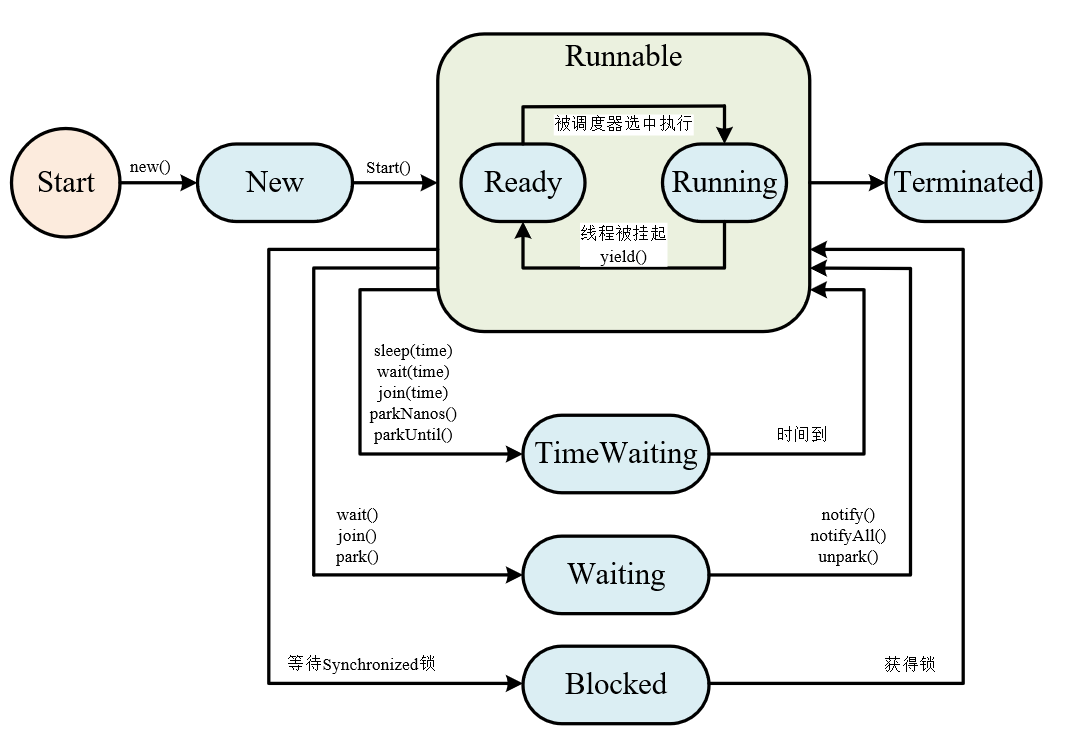 Runnable
被调度器选中执行
Start
new()
New
Start()
Ready
Running
Terminated
线程被挂起
yield()
sleep(time)
wait(time)
join(time)
parkNanos()
parkUntil()
TimeWaiting
时间到
wait()
join()
park()
Waiting
notify()
notifyAll()
unpark()
等待Synchronized锁
Blocked
获得锁